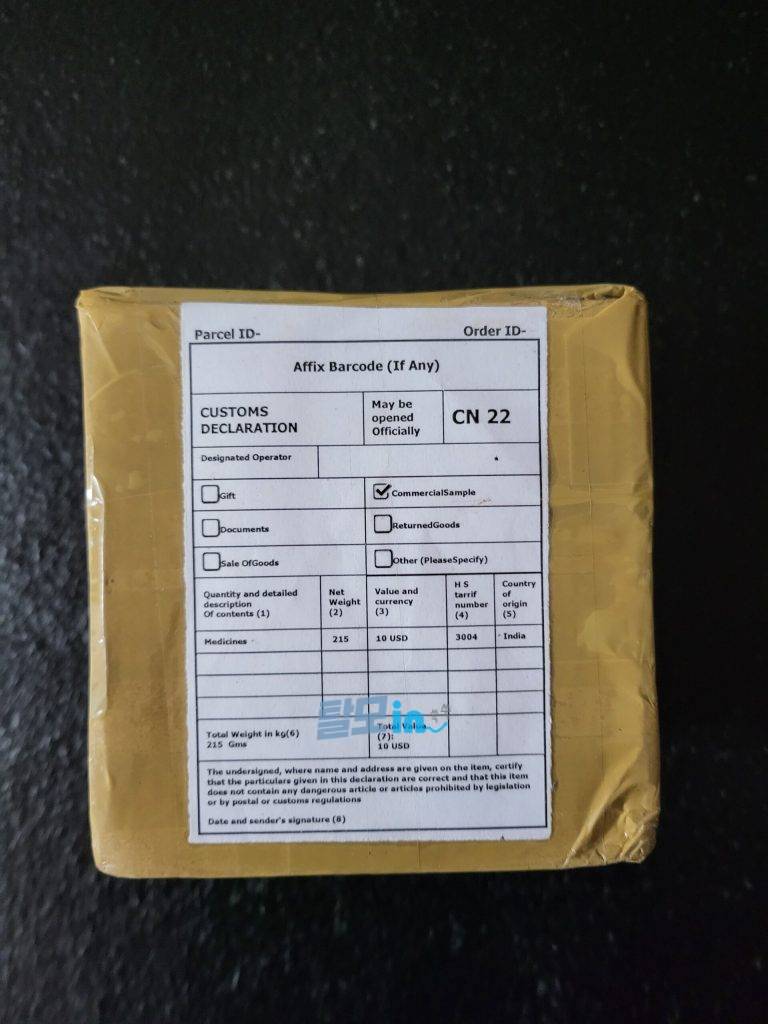 Parcel ID- Order ID-
Affix Barcode (If Any)
CUSTOMS DECLARATION
May be opened Officially
CN 22
Designated Operator
Gift
CommercialSample
Documents
ReturnedGoods
Sale OfGoods
Other (PleaseSpecify)
Quantity and detailed description Of contents (1)
Net Weight (2)
Value and currency (3)
H S tarrif number (4)
Country of origin (5)
Medicines 215 10 USD 3004 India
탈모in
Total Weight in kg(6)
215 Gms
Total Value (7):
10 USD
The undersigned, where name and address are given on the item, certify
that the particulars given in this declaration are correct and that this item
does not contain any dangerous article or articles prohibited by legislation
or by postal or customs regulations
Date and sender's signature (8)